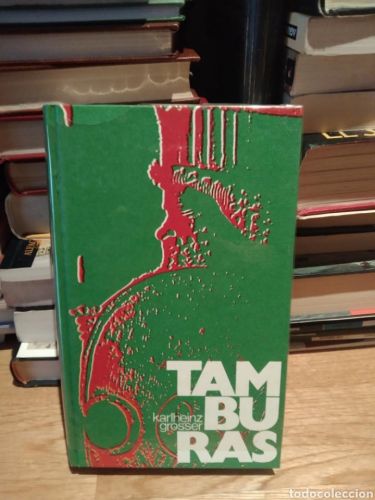 TAM
karlheinz
grosser
BU
RAS
todocoleccion